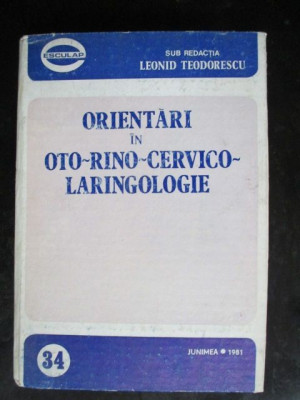 ESCULAP
SUB REDACȚIA
LEONID TEODORESCU
ORIENTĂRI
ÎN
OTO-RINO-CERVICO-
LARINGOLOGIE
34
JUNIMEA • 1981